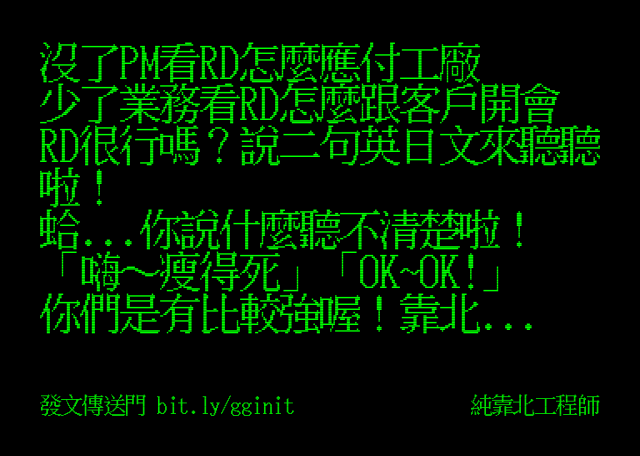 沒了PM看RD怎麼應付工廠
少了業務看RD怎麼跟客戶開會
RD很行嗎？說二句英日文來聽聽
啦！
蛤...你說什麼聽不清楚啦！
「嗨～瘦得死」「OK~OK!」
你們是有比較強喔！靠北...
發文傳送門 bit.ly/gginit
純靠北工程師